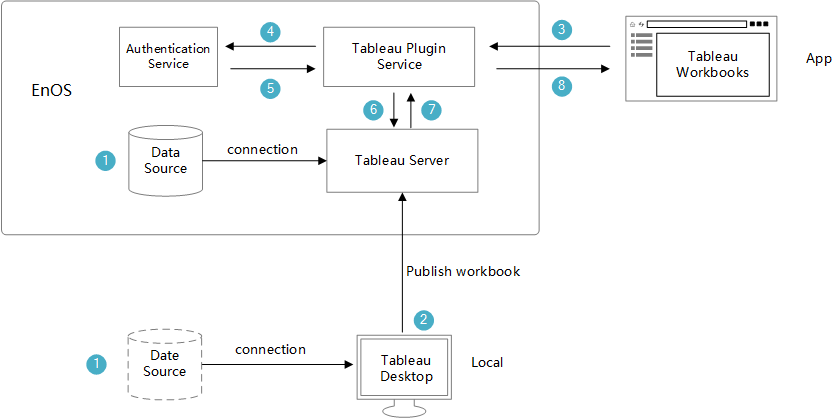 EnOS
Authentication
Service
4
5
Tableau Plugin
Service
3
8
Tableau
Workbooks
App
6
7
1
Data
Source
connection
Tableau Server
Publish workbook
2
1
Date
Source
connection
Tableau
Desktop
Local